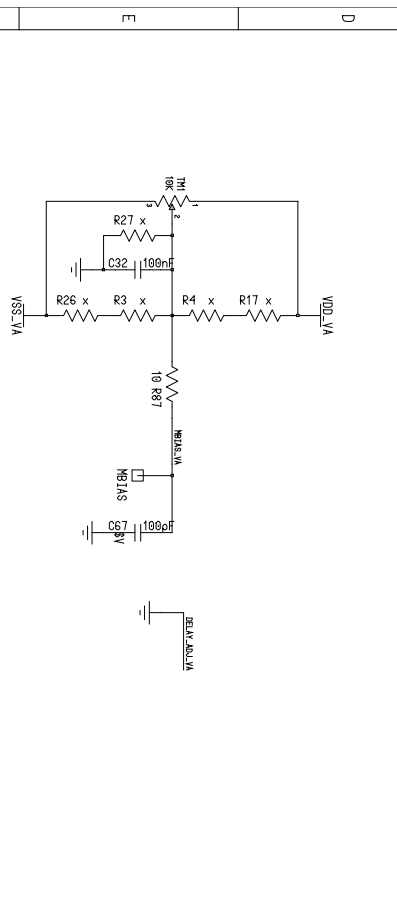 E
D
TM1
10K
3
1
2
R27 x
C32
100nF
R26 x
R3 x
R4 x
R17 x
VSS_VA
VDD_VA
10 R87
MBIAS_VA
MBIAS
C67
100pF
6V
DELAY_ADJ_VA